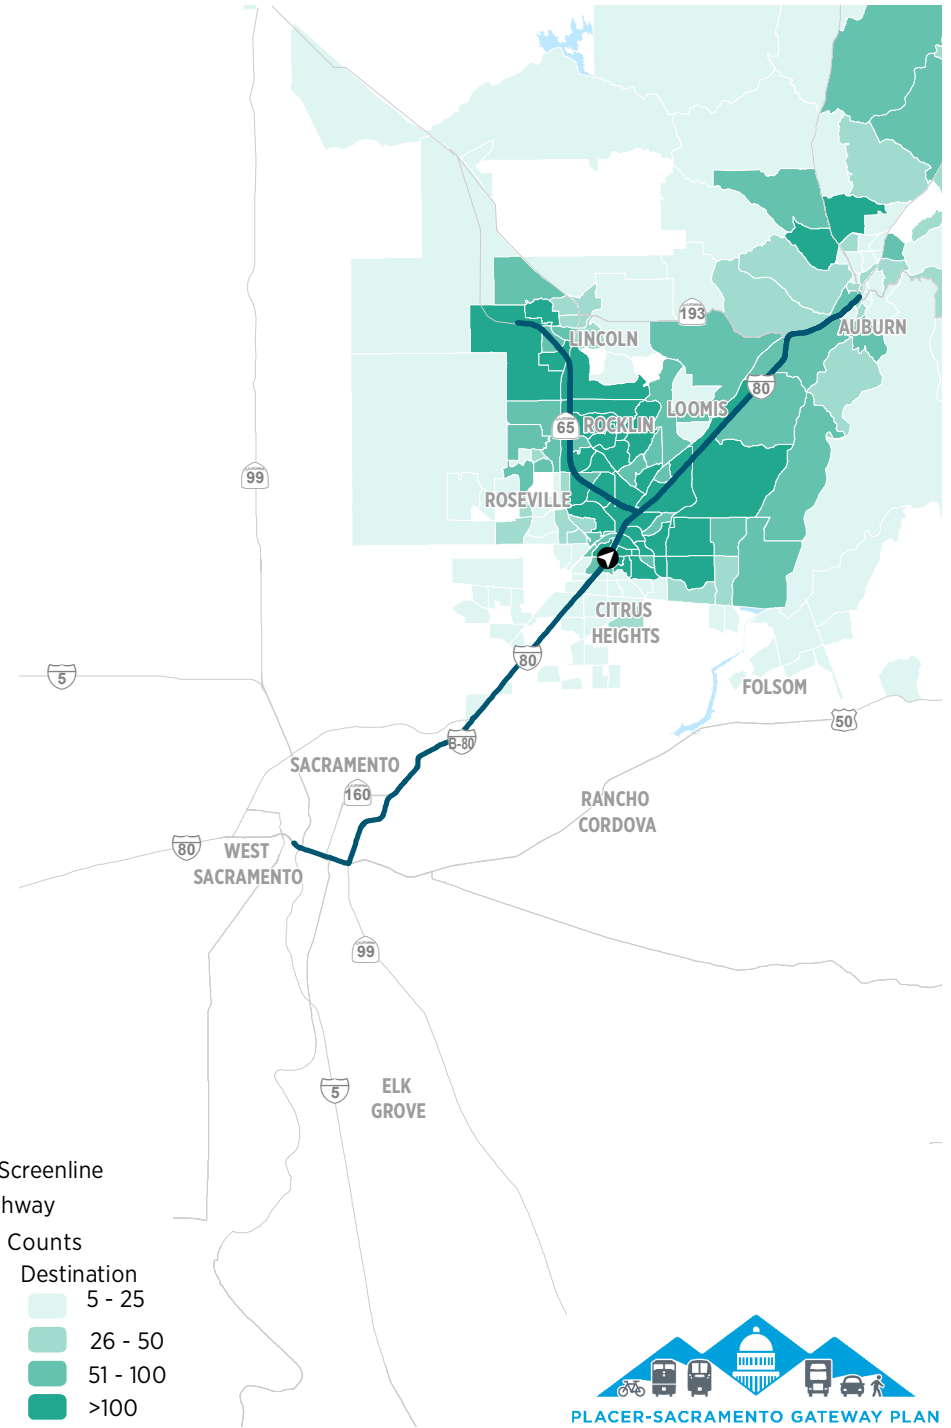 193
AUBURN
LINCOLN
80
LOOMIS
65
ROCKLIN
99
ROSEVILLE
CITRUS
HEIGHTS
80
5
FOLSOM
50
B-80
SACRAMENTO
160
RANCHO
CORDOVA
80
WEST
SACRAMENTO
99
5
ELK
GROVE
Screenline
hway
Counts
Destination
5 - 25
26 - 50
51 - 100
>100
PLACER-SACRAMENTO GATEWAY PLAN